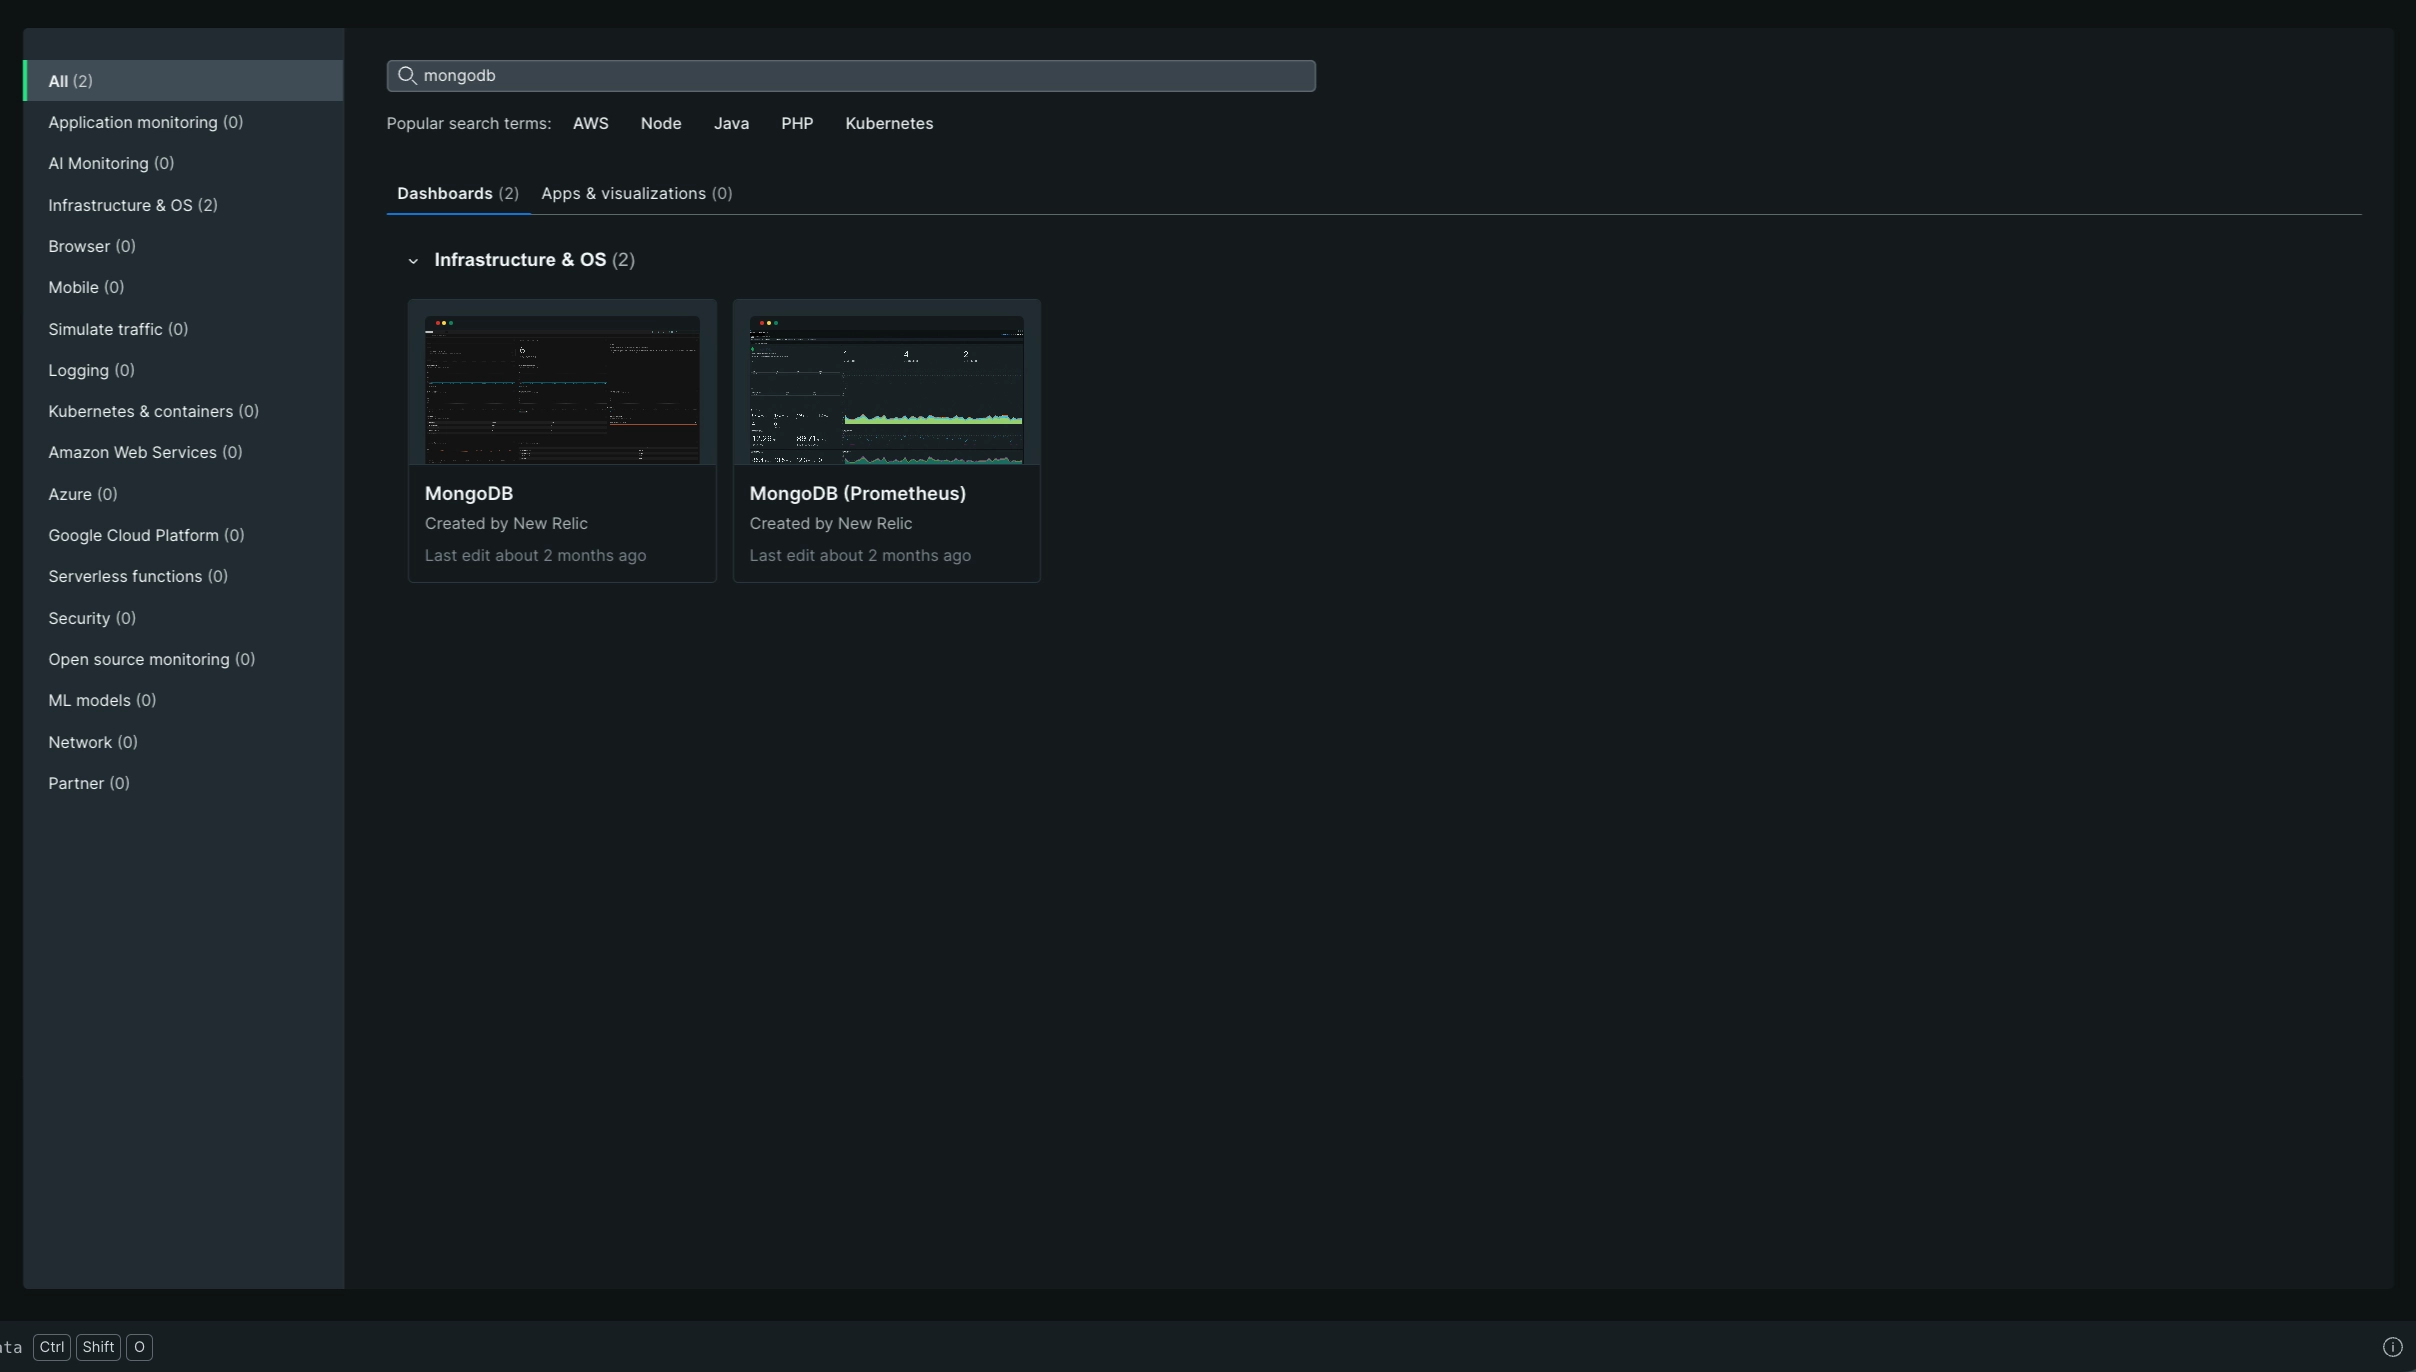 All (2)
Application monitoring (0)
AI Monitoring (0)
Infrastructure & OS (2)
Browser (0)
Mobile (0)
Simulate traffic (0)
Logging (0)
Kubernetes & containers (0)
Amazon Web Services (0)
Azure (0)
Google Cloud Platform (0)
Serverless functions (0)
Security (0)
Open source monitoring (0)
ML models (0)
Network (0)
Partner (0)
mongodb
Popular search terms: AWS Node Java PHP Kubernetes
Dashboards (2) Apps & visualizations (0)
Infrastructure & OS (2)
MongoDB
Created by New Relic
Last edit about 2 months ago
MongoDB (Prometheus)
Created by New Relic
Last edit about 2 months ago
Ctrl Shift O